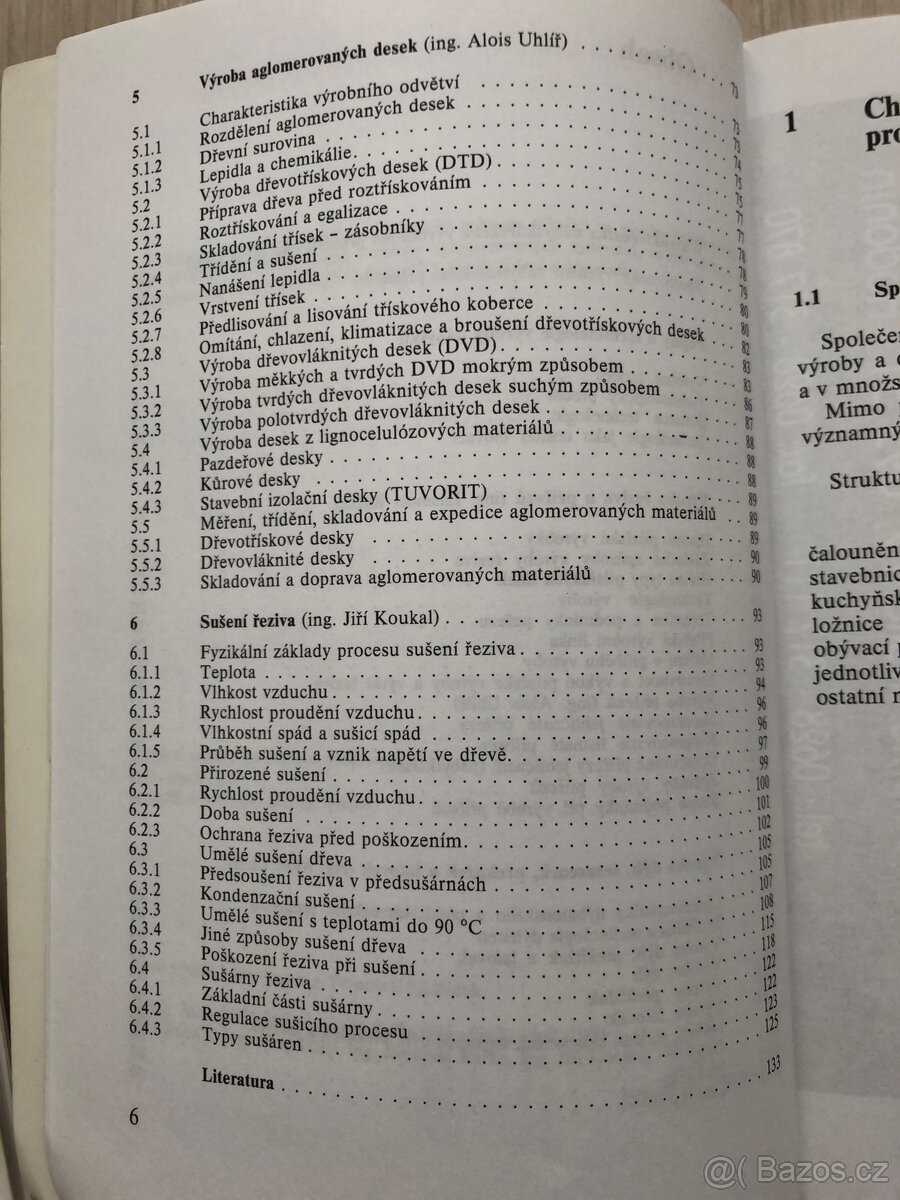 5 Výroba aglomerovaných desek (ing. Alois Uhlíř) . . . . . 73
5.1 Charakteristika výrobního odvětví . . . . . 73
5.1.1 Rozdělení aglomerovaných desek . . . . . 73
5.1.2 Dřevní surovina . . . . . 74
5.1.3 Lepidla a chemikálie . . . . . 75
5.2 Výroba dřevotřískových desek (DTD) . . . . . 75
5.2.1 Příprava dřeva před roztřískováním . . . . . 77
5.2.2 Roztřískování a egalizace . . . . . 77
5.2.3 Skladování třísek – zásobníky . . . . . 78
5.2.4 Třídění a sušení . . . . . 78
5.2.5 Nanášení lepidla . . . . . 79
5.2.6 Vrstvení třísek . . . . . 80
5.2.7 Předlisování a lisování třískového koberce . . . . . 80
5.2.8 Omítání, chlazení, klimatizace a broušení dřevotřískových desek . . 82
5.3 Výroba dřevovláknitých desek (DVD) . . . . . 83
5.3.1 Výroba měkkých a tvrdých DVD mokrým způsobem . . . . . 83
5.3.2 Výroba tvrdých dřevovláknitých desek suchým způsobem . . . . . 86
5.3.3 Výroba polotvrdých dřevovláknitých desek . . . . . 87
5.4 Výroba desek z lignocelulózových materiálů . . . . . 88
5.4.1 Pazdeřové desky . . . . . 88
5.4.2 Kůrové desky . . . . . 88
5.4.3 Stavební izolační desky (TUVORIT) . . . . . 89
5.5 Měření, třídění, skladování a expedice aglomerovaných materiálů . . 89
5.5.1 Dřevotřískové desky . . . . . 89
5.5.2 Dřevovláknité desky . . . . . 90
5.5.3 Skladování a doprava aglomerovaných materiálů . . . . . 90
6 Sušení řeziva (ing. Jiří Koukal) . . . . . 93
6.1 Fyzikální základy procesu sušení řeziva . . . . . 93
6.1.1 Teplota . . . . . 93
6.1.2 Vlhkost vzduchu . . . . . 94
6.1.3 Rychlost proudění vzduchu . . . . . 96
6.1.4 Vlhkostní spád a sušicí spád . . . . . 96
6.1.5 Průběh sušení a vznik napětí ve dřevě . . . . . 97
6.2 Přirozené sušení . . . . . 99
6.2.1 Rychlost proudění vzduchu . . . . . 100
6.2.2 Doba sušení . . . . . 101
6.2.3 Ochrana řeziva před poškozením . . . . . 102
6.3 Umělé sušení dřeva . . . . . 105
6.3.1 Předsoušení řeziva v předsušárnách . . . . . 105
6.3.2 Kondenzační sušení . . . . . 107
6.3.3 Umělé sušení s teplotami do 90 °C . . . . . 108
6.3.4 Jiné způsoby sušení dřeva . . . . . 115
6.3.5 Poškození řeziva při sušení . . . . . 118
6.4 Sušárny řeziva . . . . . 122
6.4.1 Základní části sušárny . . . . . 122
6.4.2 Regulace sušicího procesu . . . . . 123
6.4.3 Typy sušáren . . . . . 125
Literatura . . . . . 133
6
1 Ch
pro
1.1 Sp
Společen
výroby a
a v množs
Mimo
významný
Struktu
čalouněn
stavebnic
kuchyňsk
ložnice
obývací p
jednotliv
ostatní n
@ Bazos.cz